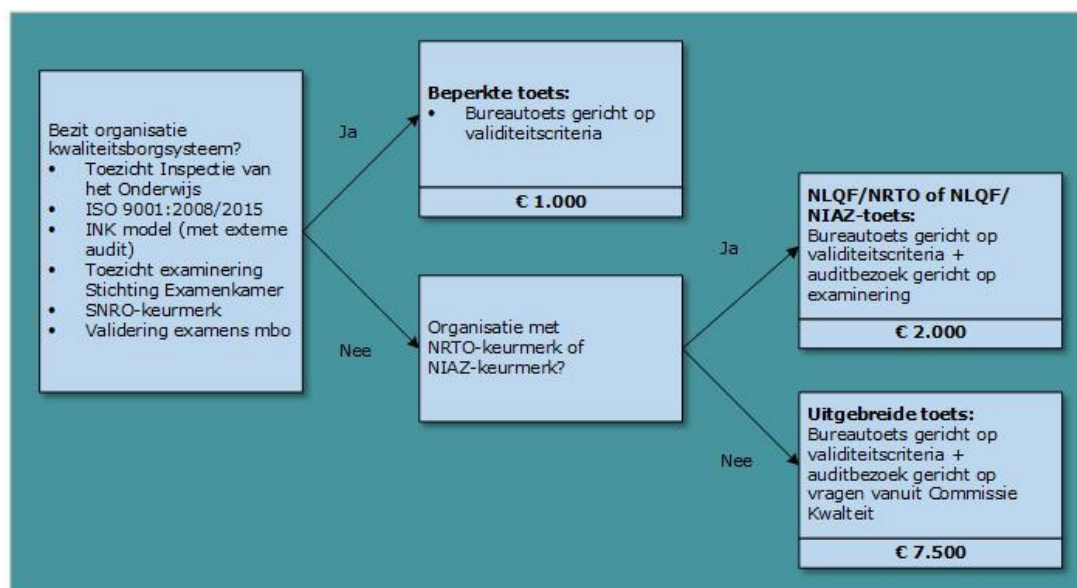 Bezit organisatie
kwaliteitsborgsysteem?
• Toezicht Inspectie van
het Onderwijs
• ISO 9001:2008/2015
• INK model (met externe
audit)
• Toezicht examinering
Stichting Examenkamer
• SNRO-keurmerk
• Validering examens mbo
Ja
Nee
Beperkte toets:
• Bureautoets gericht op
validiteitscriteria
€ 1.000
Organisatie met
NRTO-keurmerk of
NIAZ-keurmerk?
Ja
Nee
NLQF/NRTO of NLQF/
NIAZ-toets:
Bureautoets gericht op
validiteitscriteria +
auditbezoek gericht op
examinering
€ 2.000
Uitgebreide toets:
Bureautoets gericht op
validiteitscriteria +
auditbezoek gericht op
vragen vanuit Commissie
Kwalteit
€ 7.500